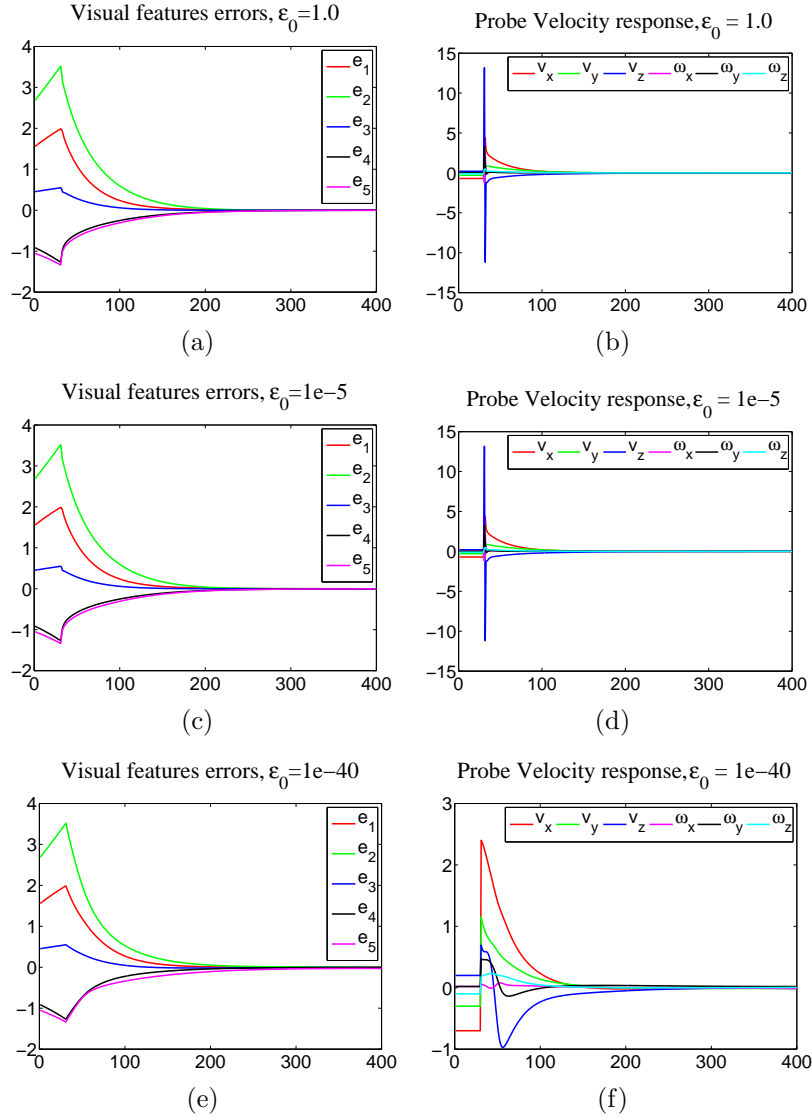 Visual features errors, ε0=1.0
4
3
2
1
0
−1
−2
0 100 200 300 400
e1
e2
e3
e4
e5
(a)
Probe Velocity response,ε0 = 1.0
15
10
5
0
−5
−10
−15
0 100 200 300 400
vx vy vz ωx ωy ωz
(b)
Visual features errors, ε0=1e−5
4
3
2
1
0
−1
−2
0 100 200 300 400
e1
e2
e3
e4
e5
(c)
Probe Velocity response,ε0 = 1e−5
15
10
5
0
−5
−10
−15
0 100 200 300 400
vx vy vz ωx ωy ωz
(d)
Visual features errors, ε0=1e−40
4
3
2
1
0
−1
−2
0 100 200 300 400
e1
e2
e3
e4
e5
(e)
Probe Velocity response,ε0 = 1e−40
3
2
1
0
−1
0 100 200 300 400
vx vy vz ωx ωy ωz
(f)